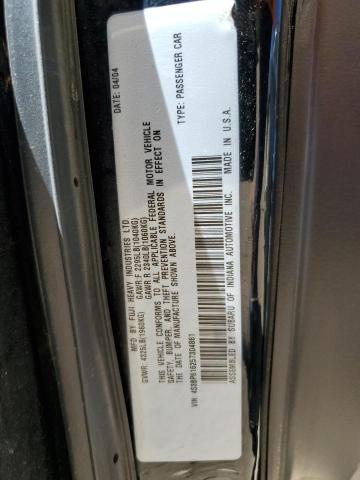 MFD BY FUJI HEAVY INDUSTRIES LTD. DATE: 04/04
GVWR: 4325LB(1960KG) GAWR:F 2295LB(1040KG)
GAWR:R 2340LB(1060KG)
THIS VEHICLE CONFORMS TO ALL APPLICABLE FEDERAL MOTOR VEHICLE
SAFETY, BUMPER, AND THEFT PREVENTION STANDARDS IN EFFECT ON
THE DATE OF MANUFACTURE SHOWN ABOVE.
VIN: 4S3BP616257304861 TYPE: PASSENGER CAR
ASSEMBLED BY SUBARU OF INDIANA AUTOMOTIVE INC. MADE IN U.S.A.